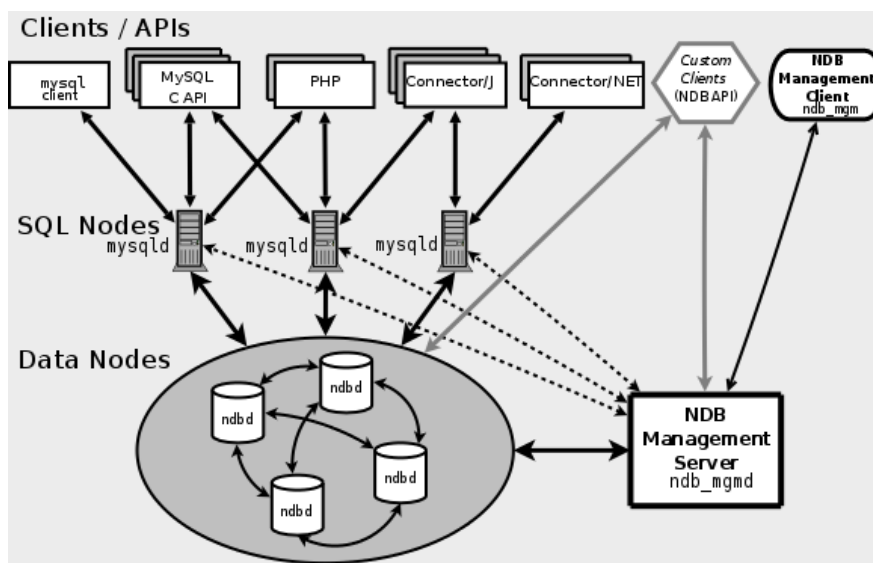 Clients / APIs
mysql
client
MySQL
C API
PHP
Connector/J
Connector/NET
Custom
Clients
(NDBAPI)
NDB
Management
Client
ndb_mgm
SQL Nodes
mysqld
mysqld
mysqld
Data Nodes
ndbd
ndbd
ndbd
ndbd
NDB
Management
Server
ndb_mgmd